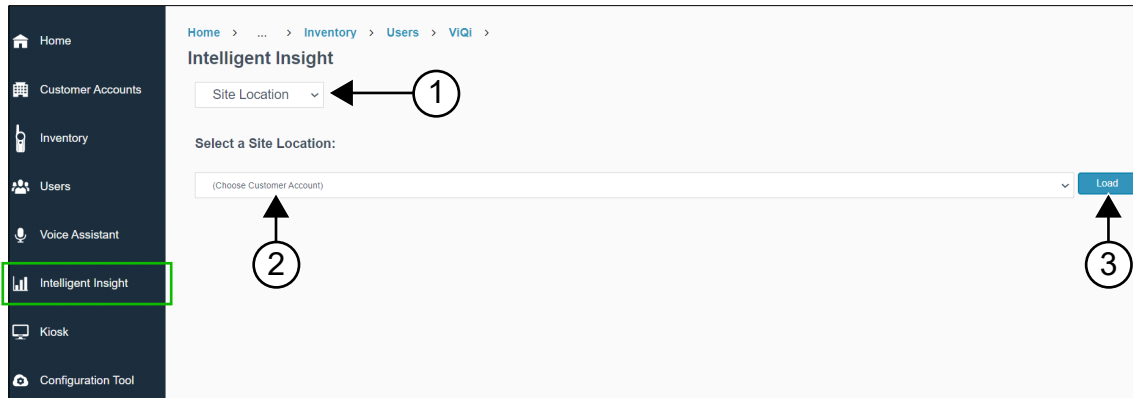 Home
Customer Accounts
Inventory
Users
Voice Assistant
Intelligent Insight
Kiosk
Configuration Tool
Home > ... > Inventory > Users > ViQi >
Intelligent Insight
Site Location
1
Select a Site Location:
(Choose Customer Account)
Load
2
3